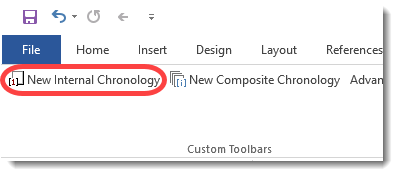 File Home Insert Design Layout References
New Internal Chronology New Composite Chronology Advan
Custom Toolbars